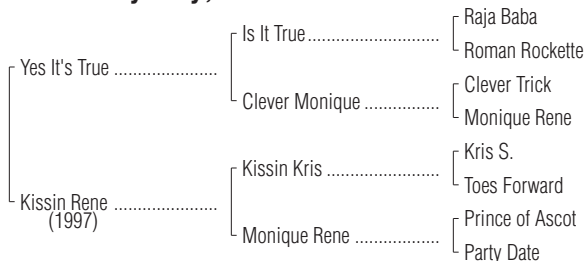 Raja Baba
Is It True
Roman Rockette
Yes It's True
Clever Trick
Clever Monique
Monique Rene
Kris S.
Kissin Kris
Toes Forward
Kissin Rene
(1997)
Prince of Ascot
Monique Rene
Party Date